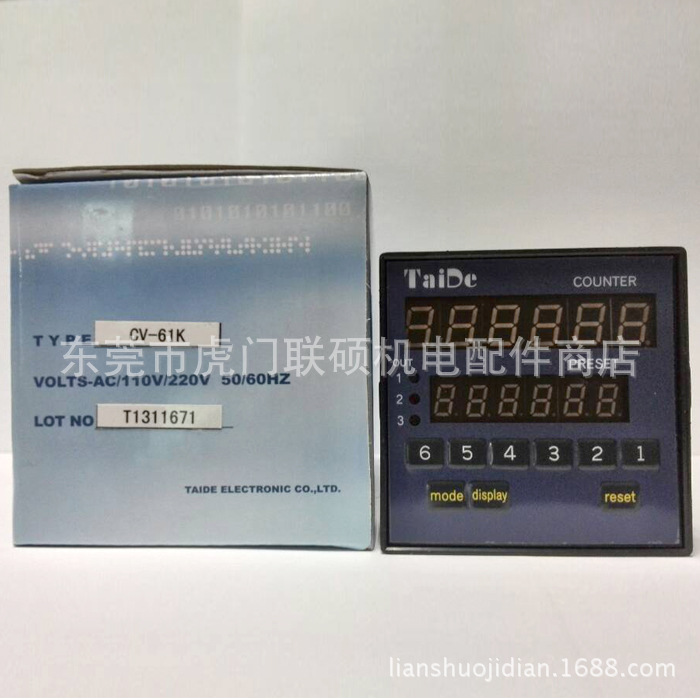 0101010101100
TYPE CV-61K
VOLTS-AC/110V/220V 50/60HZ
LOT NO T1311671
TAIDE ELECTRONIC CO.,LTD.
TaiDe
COUNTER
PRESET
OUT
1
2
3
6 5 4 3 2 1
mode display reset
东莞市虎门联硕机电配件商店
lianshuojidian.1688.com